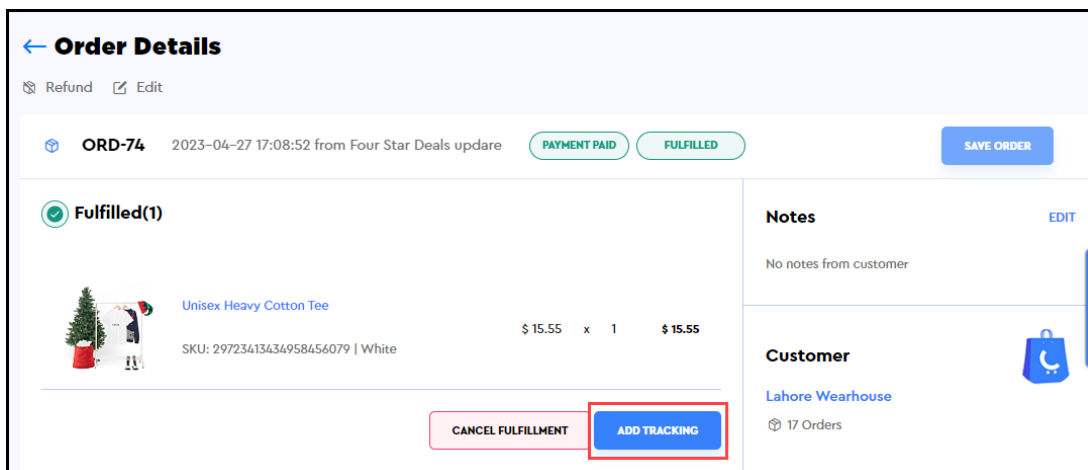 Order Details
Refund Edit
ORD-74 2023-04-27 17:08:52 from Four Star Deals updare PAYMENT PAID FULFILLED SAVE ORDER
Fulfilled(1)
Unisex Heavy Cotton Tee
$ 15.55 x 1 $ 15.55
SKU: 29723413434958456079 | White
CANCEL FULFILLMENT ADD TRACKING
Notes EDIT
No notes from customer
Customer
Lahore Wearhouse
17 Orders